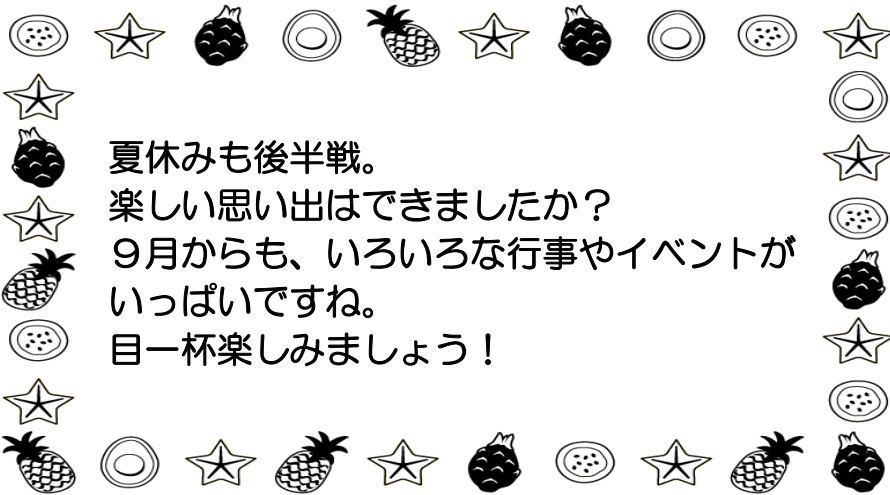 夏休みも後半戦。
楽しい思い出はできましたか？
９月からも、いろいろな行事やイベントが
いっぱいですね。
目一杯楽しみましょう！